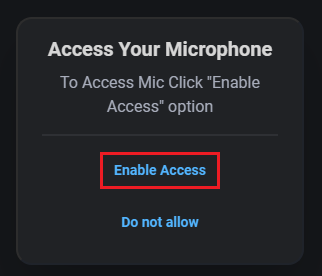 Access Your Microphone
To Access Mic Click "Enable
Access" option
Enable Access
Do not allow